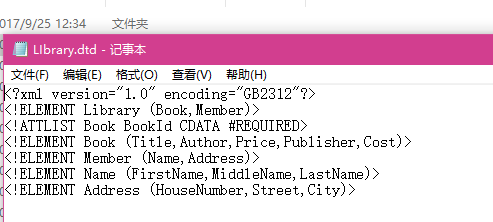 2017/9/25 12:34 文件夹
LIbrary.dtd - 记事本
文件(F) 编辑(E) 格式(O) 查看(V) 帮助(H)
<?xml version="1.0" encoding="GB2312"?>
<!ELEMENT Library (Book,Member)>
<!ATTLIST Book BookId CDATA #REQUIRED>
<!ELEMENT Book (Title,Author,Price,Publisher,Cost)>
<!ELEMENT Member (Name,Address)>
<!ELEMENT Name (FirstName,MiddleName,LastName)>
<!ELEMENT Address (HouseNumber,Street,City)>